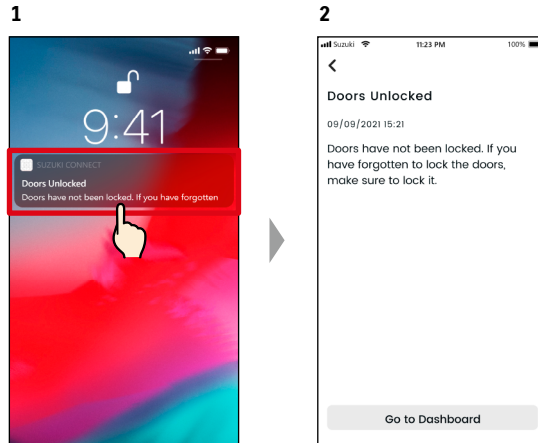 1
9:41
SUZUKI CONNECT
Doors Unlocked
Doors have not been locked. If you have forgotten
2
Suzuki 11:23 PM 100%
Doors Unlocked
09/09/2021 15:21
Doors have not been locked. If you
have forgotten to lock the doors,
make sure to lock it.
Go to Dashboard